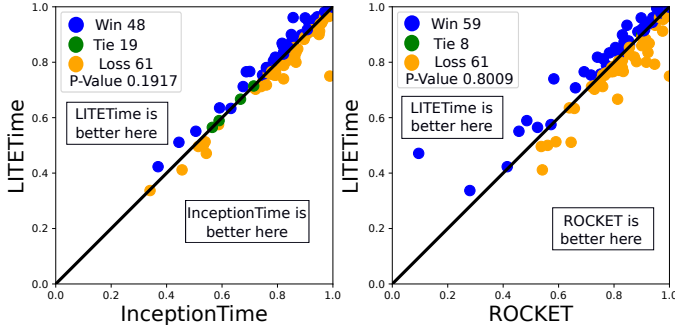 1.0
0.8
0.6
0.4
0.2
0.0
LITETime
Win 48
Tie 19
Loss 61
P-Value 0.1917
LITETime is
better here
InceptionTime is
better here
0.0 0.2 0.4 0.6 0.8 1.0
InceptionTime
1.0
0.8
0.6
0.4
0.2
0.0
LITETime
Win 59
Tie 8
Loss 61
P-Value 0.8009
LITETime is
better here
ROCKET is
better here
0.0 0.2 0.4 0.6 0.8 1.0
ROCKET